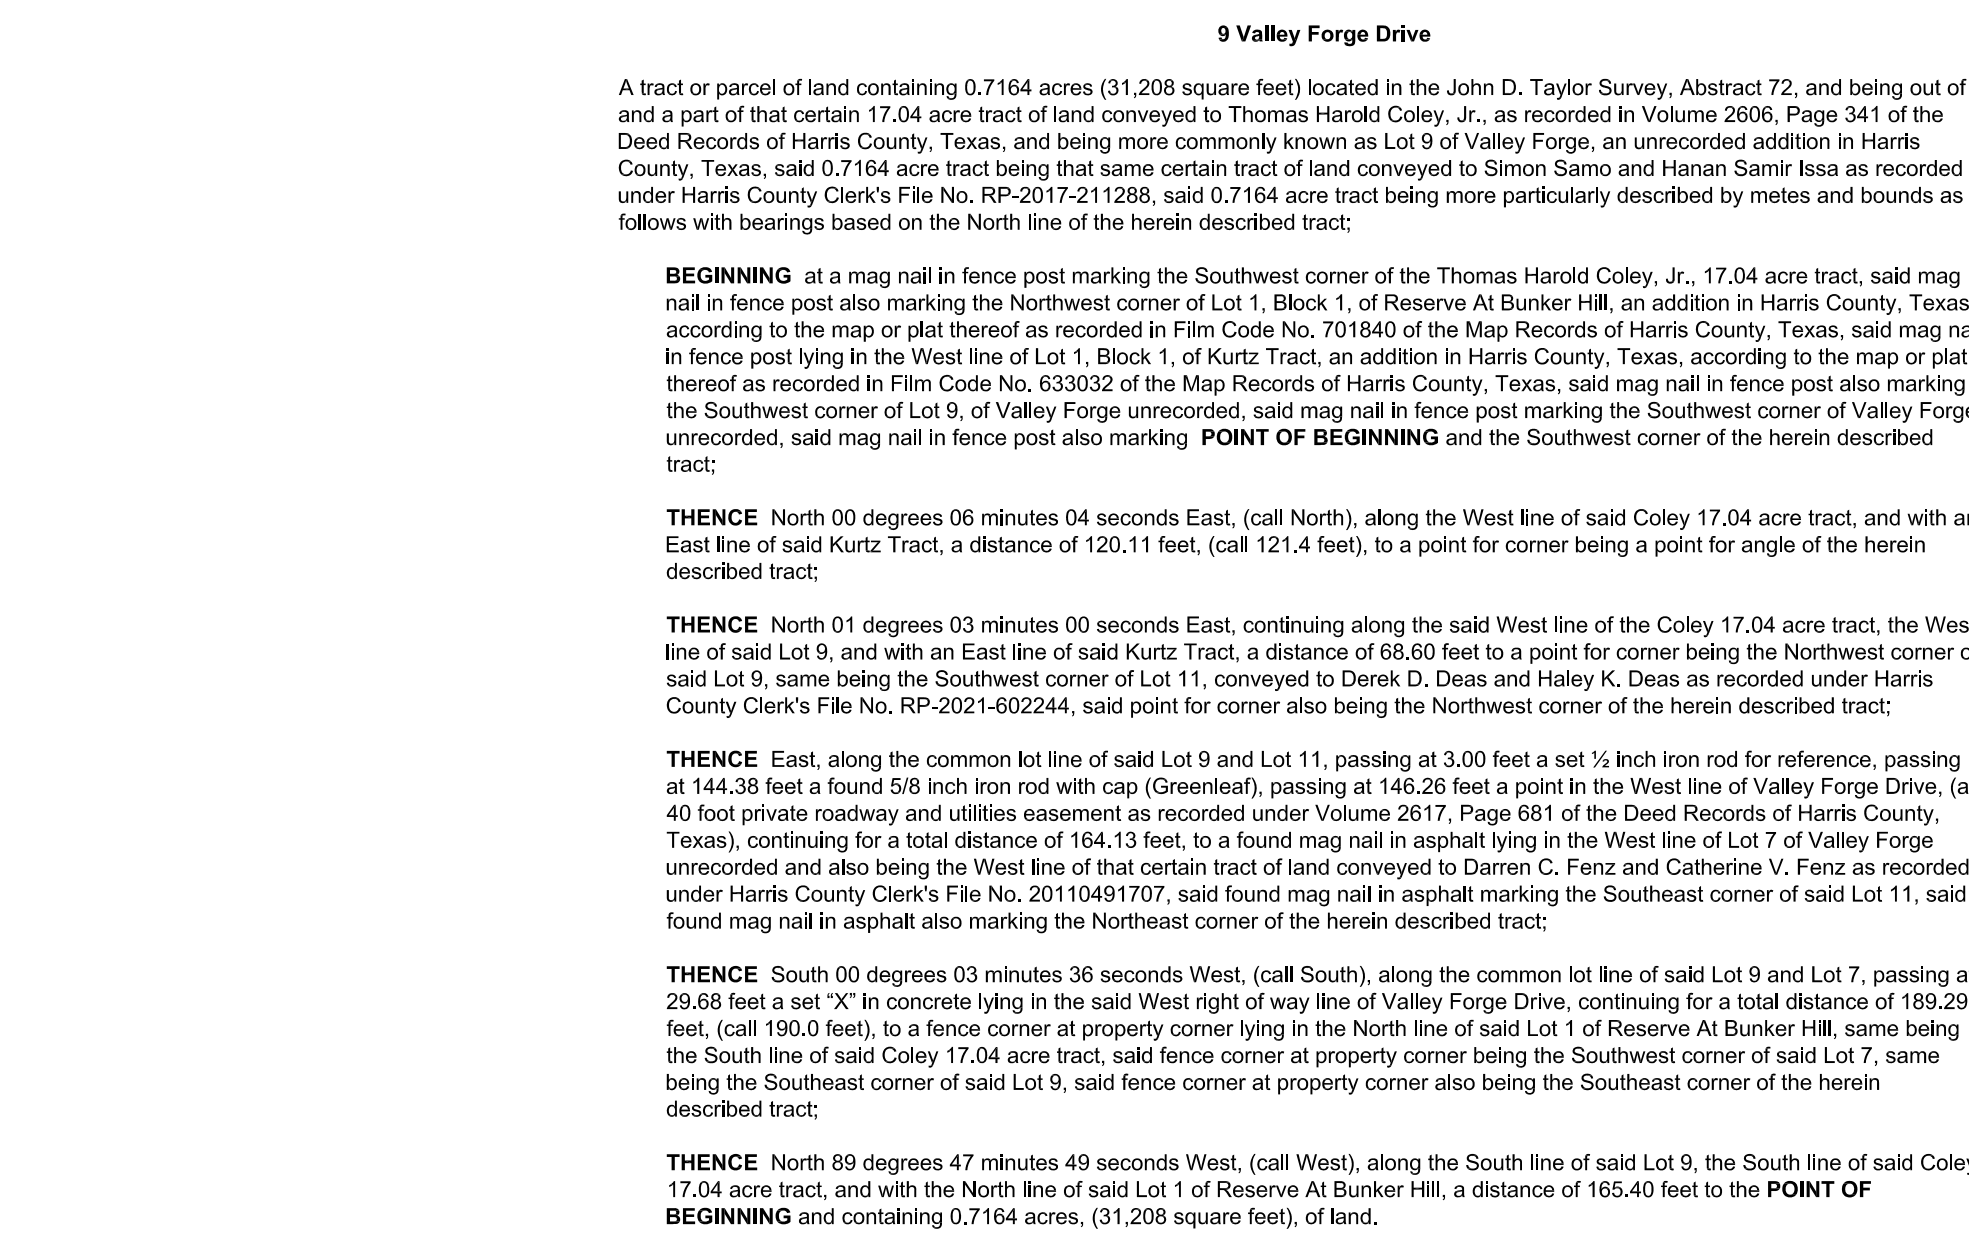 9 Valley Forge Drive
A tract or parcel of land containing 0.7164 acres (31,208 square feet) located in the John D. Taylor Survey, Abstract 72, and being out of
and a part of that certain 17.04 acre tract of land conveyed to Thomas Harold Coley, Jr., as recorded in Volume 2606, Page 341 of the
Deed Records of Harris County, Texas, and being more commonly known as Lot 9 of Valley Forge, an unrecorded addition in Harris
County, Texas, said 0.7164 acre tract being that same certain tract of land conveyed to Simon Samo and Hanan Samir Issa as recorded
under Harris County Clerk's File No. RP-2017-211288, said 0.7164 acre tract being more particularly described by metes and bounds as
follows with bearings based on the North line of the herein described tract;
BEGINNING at a mag nail in fence post marking the Southwest corner of the Thomas Harold Coley, Jr., 17.04 acre tract, said mag
nail in fence post also marking the Northwest corner of Lot 1, Block 1, of Reserve At Bunker Hill, an addition in Harris County, Texas
according to the map or plat thereof as recorded in Film Code No. 701840 of the Map Records of Harris County, Texas, said mag
in fence post lying in the West line of Lot 1, Block 1, of Kurtz Tract, an addition in Harris County, Texas, according to the map or plat
thereof as recorded in Film Code No. 633032 of the Map Records of Harris County, Texas, said mag nail in fence post also marking
the Southwest corner of Lot 9, of Valley Forge unrecorded, said mag nail in fence post marking the Southwest corner of Valley Forge
unrecorded, said mag nail in fence post also marking POINT OF BEGINNING and the Southwest corner of the herein described
tract;
THENCE North 00 degrees 06 minutes 04 seconds East, (call North), along the West line of said Coley 17.04 acre tract, and with
East line of said Kurtz Tract, a distance of 120.11 feet, (call 121.4 feet), to a point for corner being a point for angle of the herein
described tract;
THENCE North 01 degrees 03 minutes 00 seconds East, continuing along the said West line of the Coley 17.04 acre tract, the
line of said Lot 9, and with an East line of said Kurtz Tract, a distance of 68.60 feet to a point for corner being the Northwest corner
said Lot 9, same being the Southwest corner of Lot 11, conveyed to Derek D. Deas and Haley K. Deas as recorded under Harris
County Clerk's File No. RP-2021-602244, said point for corner also being the Northwest corner of the herein described tract;
THENCE East, along the common lot line of said Lot 9 and Lot 11, passing at 3.00 feet a set ½ inch iron rod for reference, passing
at 144.38 feet a found 5/8 inch iron rod with cap (Greenleaf), passing at 146.26 feet a point in the West line of Valley Forge Drive, (a
40 foot private roadway and utilities easement as recorded under Volume 2617, Page 681 of the Deed Records of Harris County,
Texas), continuing for a total distance of 164.13 feet, to a found mag nail in asphalt lying in the West line of Lot 7 of Valley Forge
unrecorded and also being the West line of that certain tract of land conveyed to Darren C. Fenz and Catherine V. Fenz as recorded
under Harris County Clerk's File No. 20110491707, said found mag nail in asphalt marking the Southeast corner of said Lot 11, said
found mag nail in asphalt also marking the Northeast corner of the herein described tract;
THENCE South 00 degrees 03 minutes 36 seconds West, (call South), along the common lot line of said Lot 9 and Lot 7, passing
29.68 feet a set “X” in concrete lying in the said West right of way line of Valley Forge Drive, continuing for a total distance of 189.29
feet, (call 190.0 feet), to a fence corner at property corner lying in the North line of said Lot 1 of Reserve At Bunker Hill, same being
the South line of said Coley 17.04 acre tract, said fence corner at property corner being the Southwest corner of said Lot 7, same
being the Southeast corner of said Lot 9, said fence corner at property corner also being the Southeast corner of the herein
described tract;
THENCE North 89 degrees 47 minutes 49 seconds West, (call West), along the South line of said Lot 9, the South line of said Coley
17.04 acre tract, and with the North line of said Lot 1 of Reserve At Bunker Hill, a distance of 165.40 feet to the POINT OF
BEGINNING and containing 0.7164 acres, (31,208 square feet), of land.